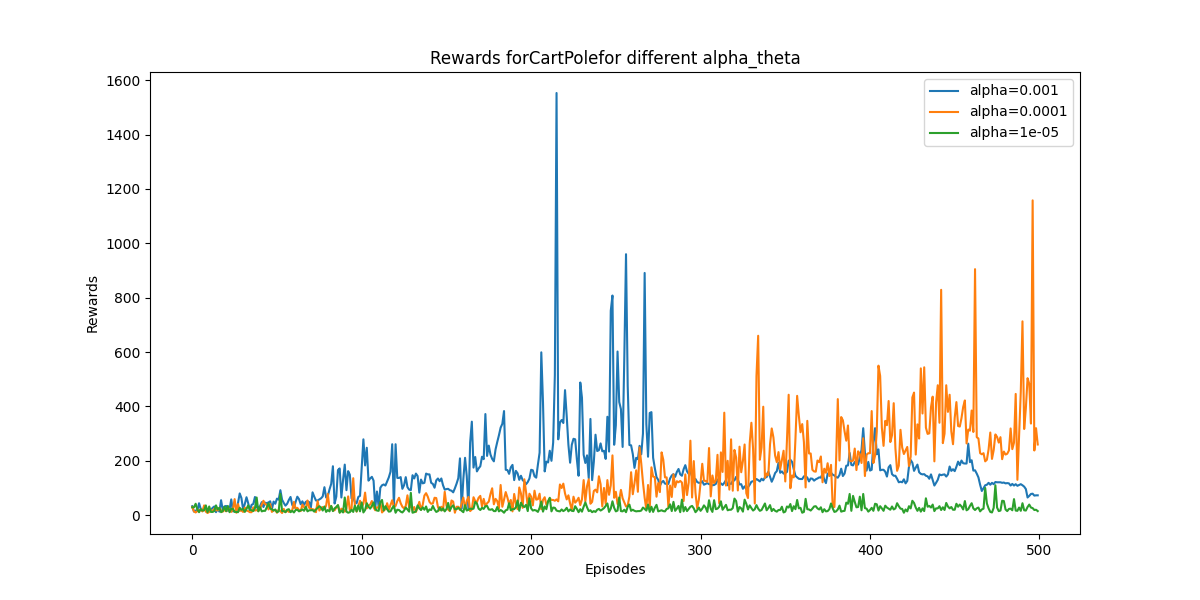 Rewards forCartPolefor different alpha_theta
alpha=0.001
alpha=0.0001
alpha=1e-05
Rewards
1600
1400
1200
1000
800
600
400
200
0
0 100 200 300 400 500
Episodes